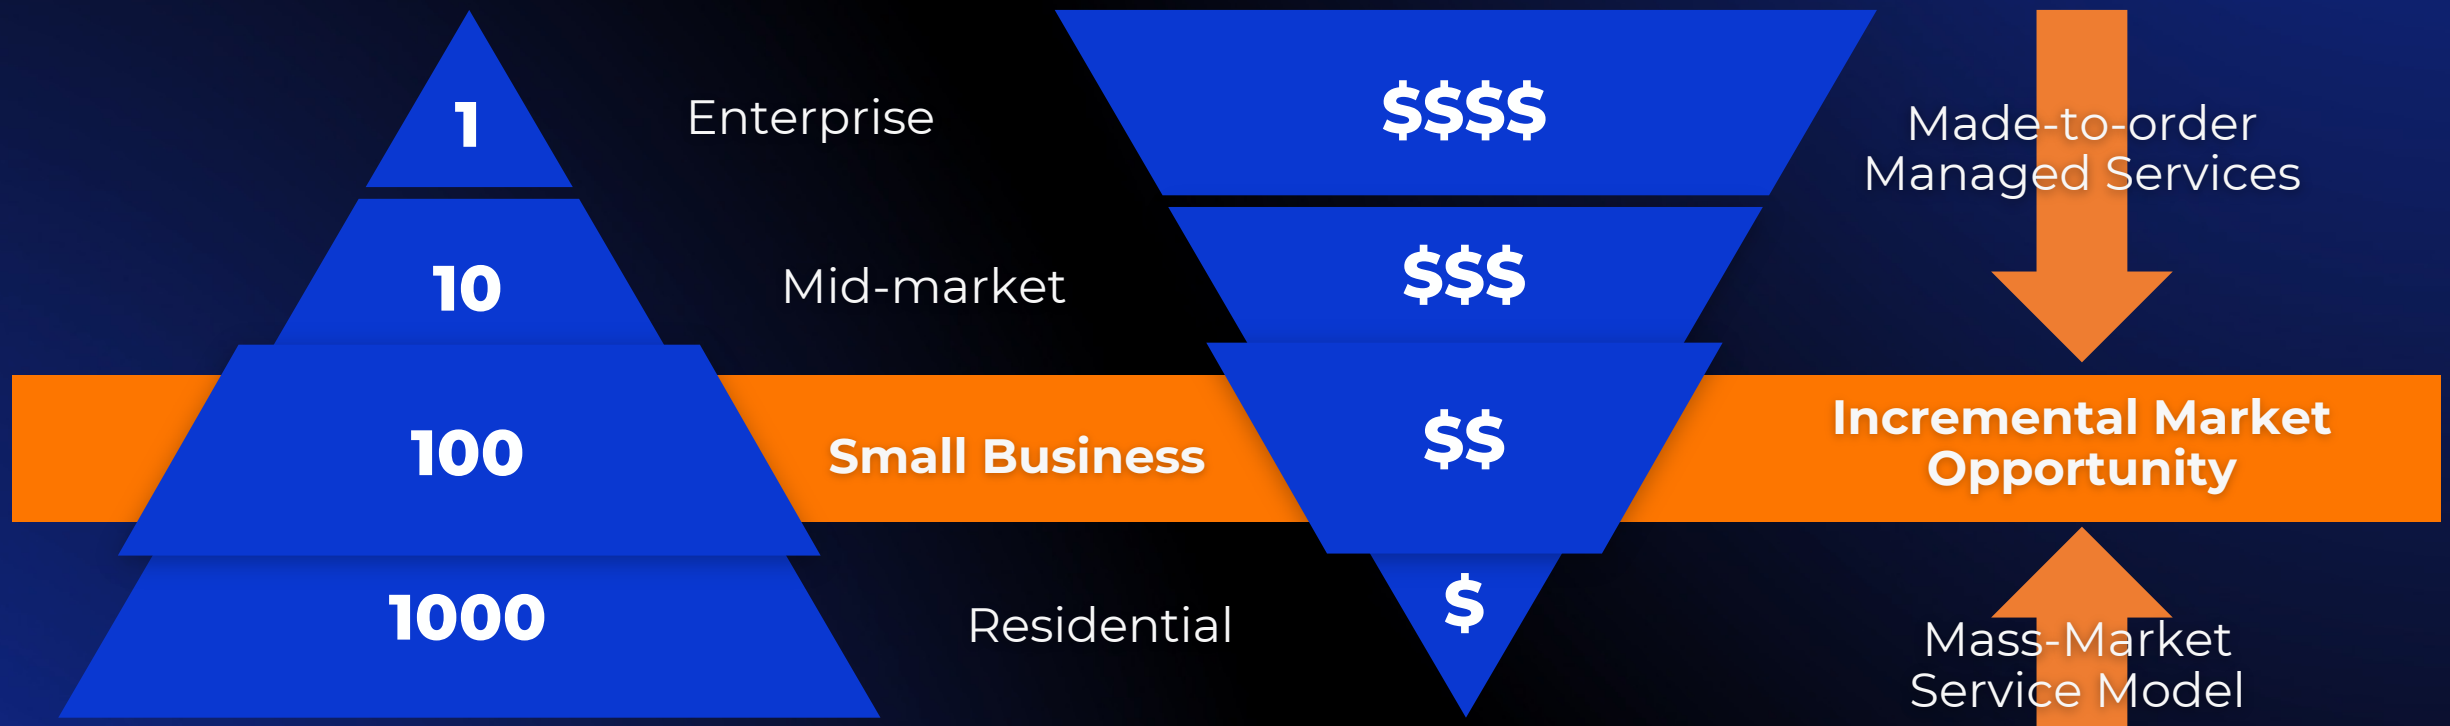 1
Enterprise
$$$$
Made-to-order
Managed Services
10
Mid-market
$$$
100
Small Business
$$
Incremental Market
Opportunity
1000
Residential
$
Mass-Market
Service Model